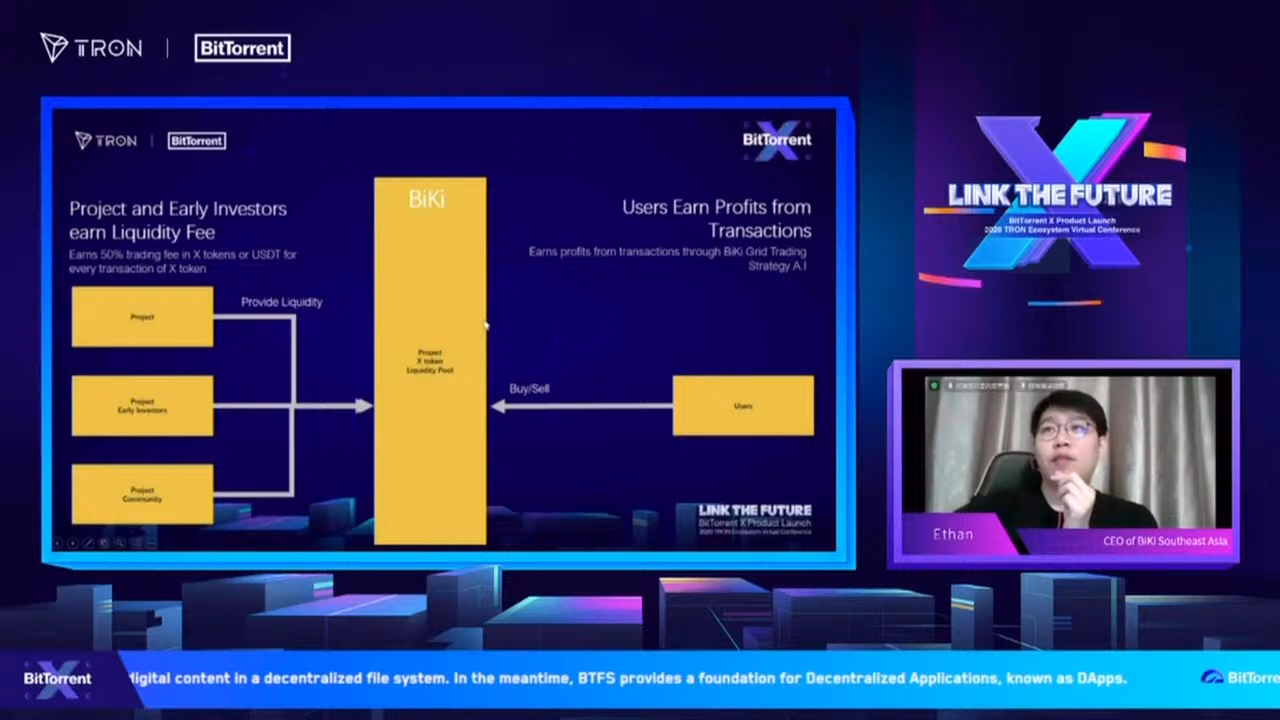 TRON
BitTorrent
TRON
BitTorrent
BitTorrent
Project and Early Investors
earn Liquidity Fee
Earns 50% trading fee in X tokens or USDT for
every transaction of X token
Project
Project
Early Investors
Project
Community
Provide Liquidity
BiKi
Project
X token
Liquidity Pool
Users Earn Profits from
Transactions
Earns profits from transactions through BiKi Grid Trading
Strategy A.I
Buy/Sell
Users
LINK THE FUTURE
BitTorrent X Product Launch
2020 TRON Ecosystem Virtual Conference
LINK THE FUTURE
BitTorrent X Product Launch
2020 TRON Ecosystem Virtual Conference
Ethan
CEO of BiKi Southeast Asia
BitTorrent
digital content in a decentralized file system. In the meantime, BTFS provides a foundation for Decentralized Applications, known as DApps.
BitTorre